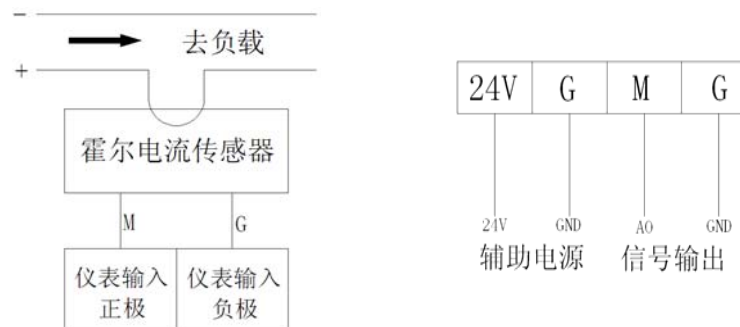 −
去负载
+
霍尔电流传感器
M
G
仪表输入
正极
仪表输入
负极
24V G M G
24V GND AO GND
辅助电源 信号输出